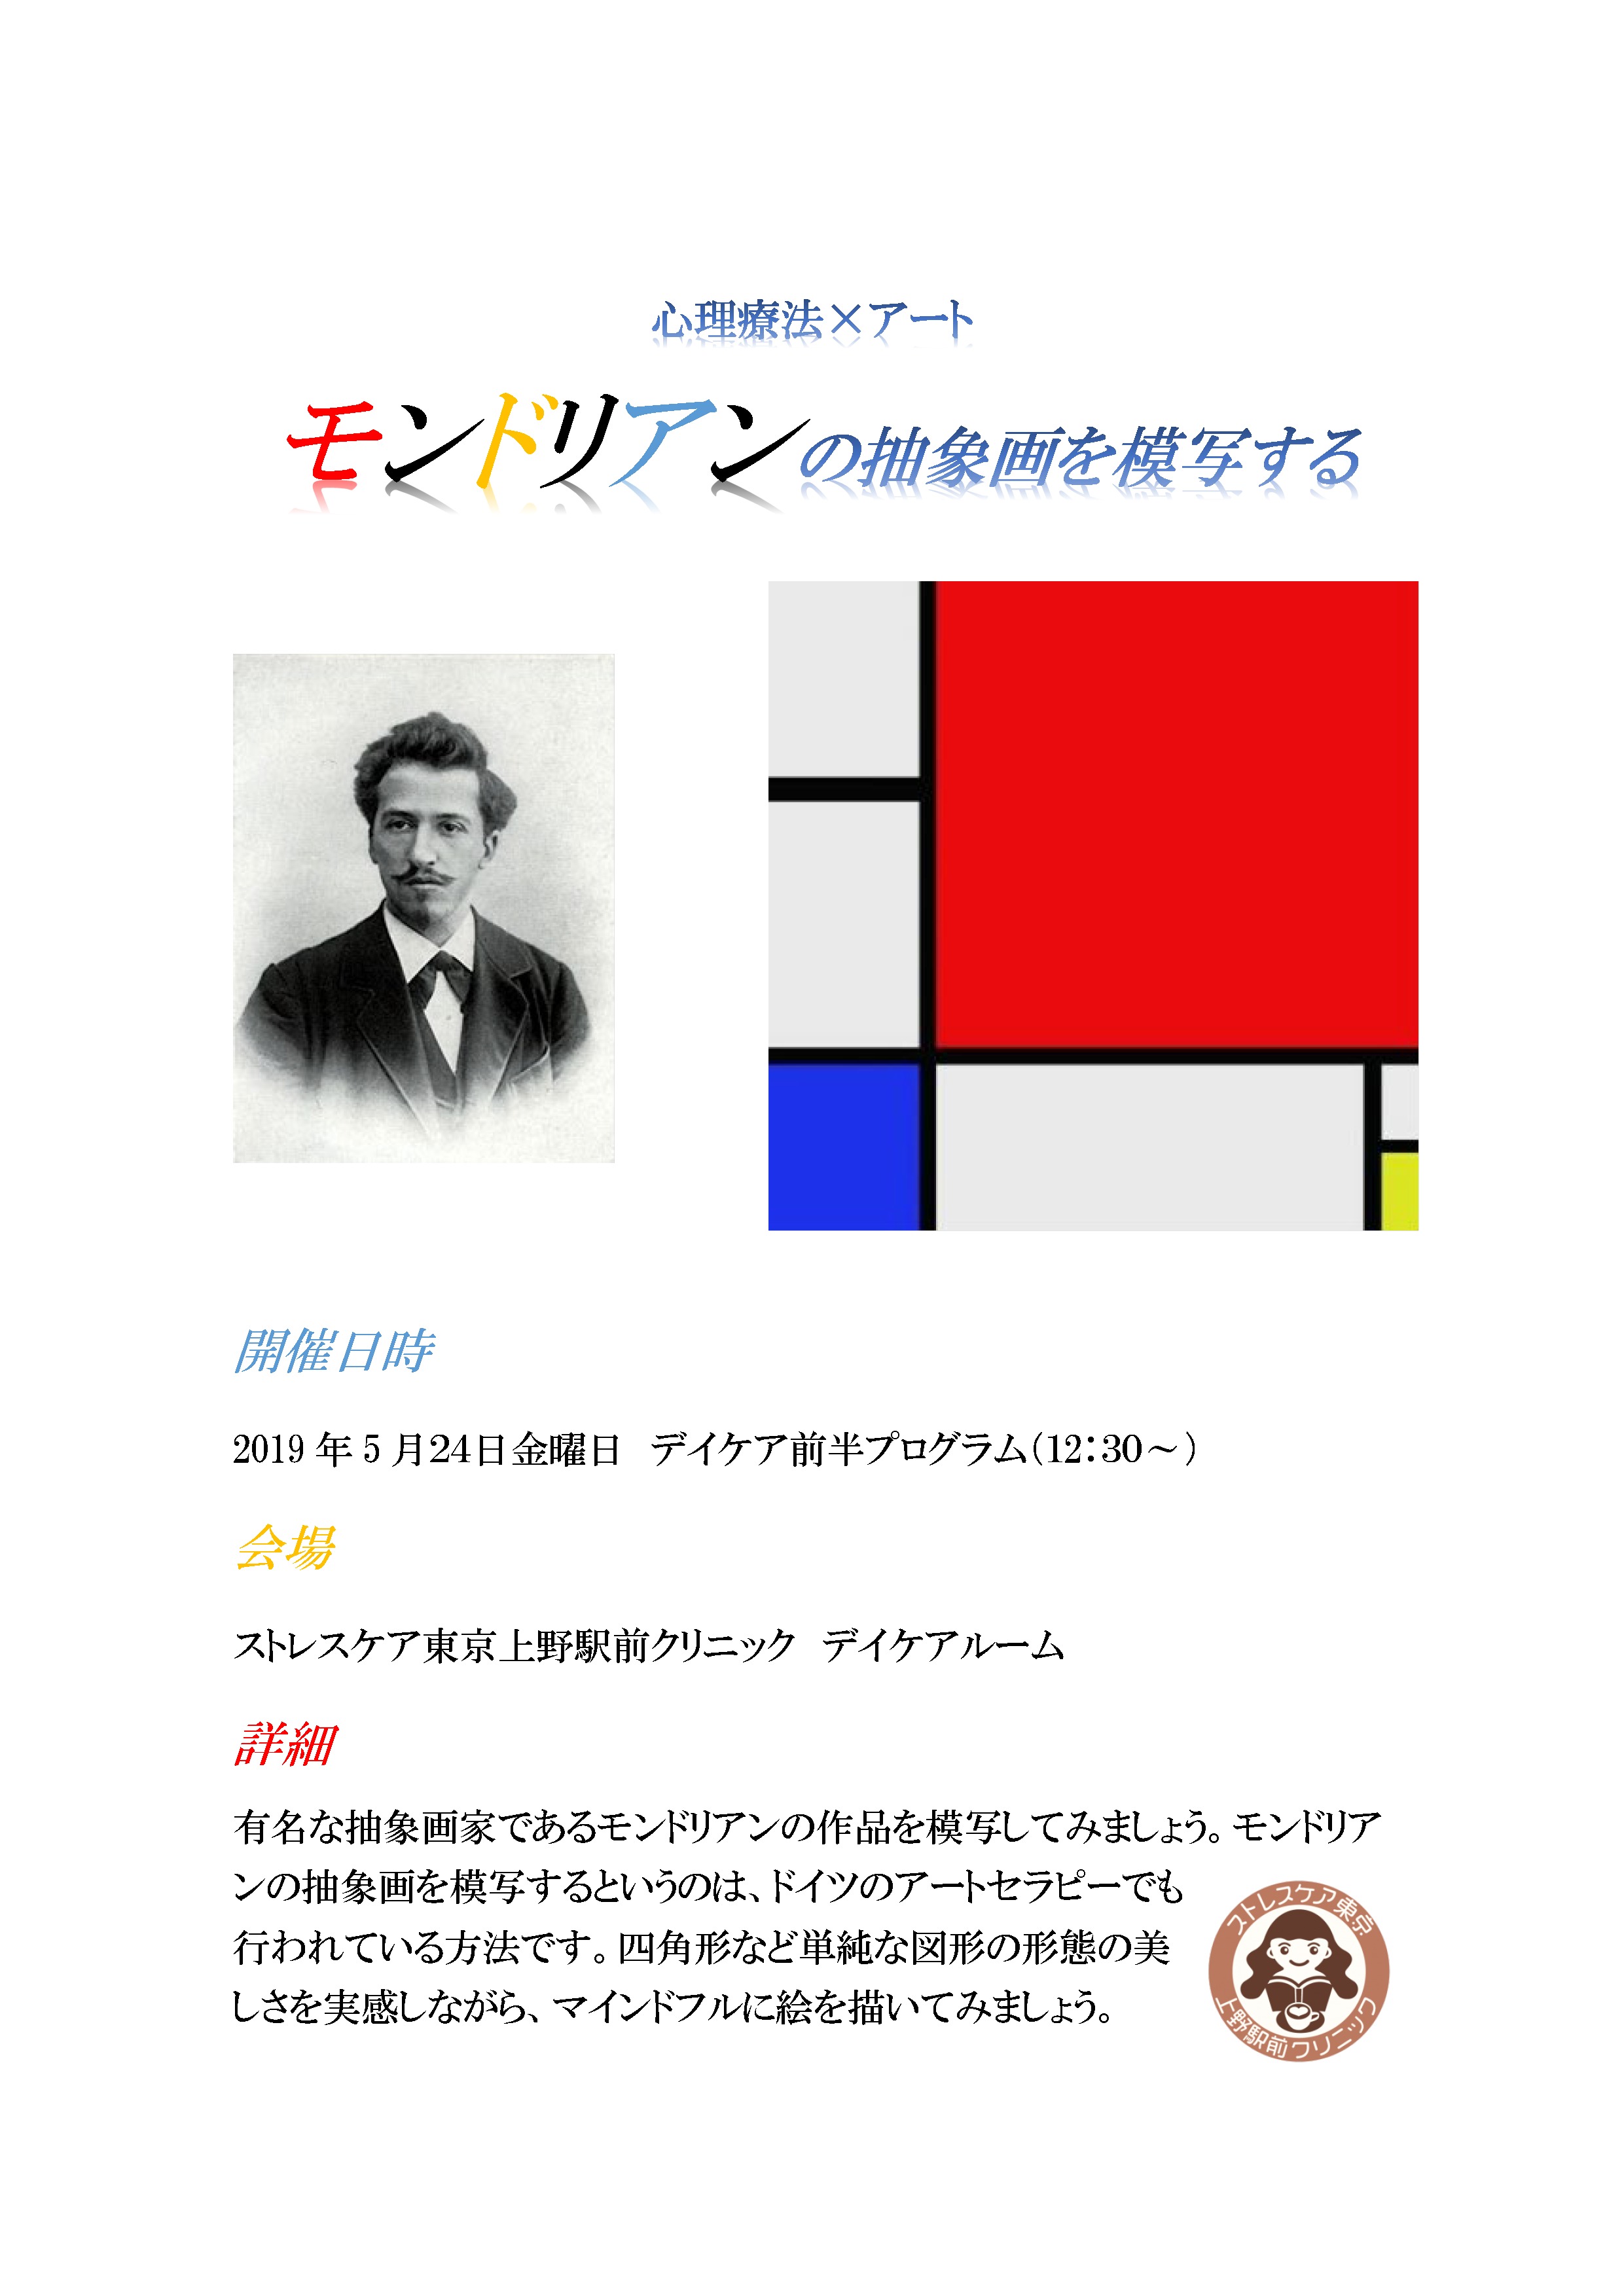 心理療法×アート
モンドリアンの抽象画を模写する
開催日時
2019年5月24日金曜日　デイケア前半プログラム（12：30～）
会場
ストレスケア東京上野駅前クリニック　デイケアルーム
詳細
有名な抽象画家であるモンドリアンの作品を模写してみましょう。モンドリア
ンの抽象画を模写するというのは、ドイツのアートセラピーでも
行われている方法です。四角形など単純な図形の形態の美
しさを実感しながら、マインドフルに絵を描いてみましょう。
ストレスケア東京
上野駅前クリニック